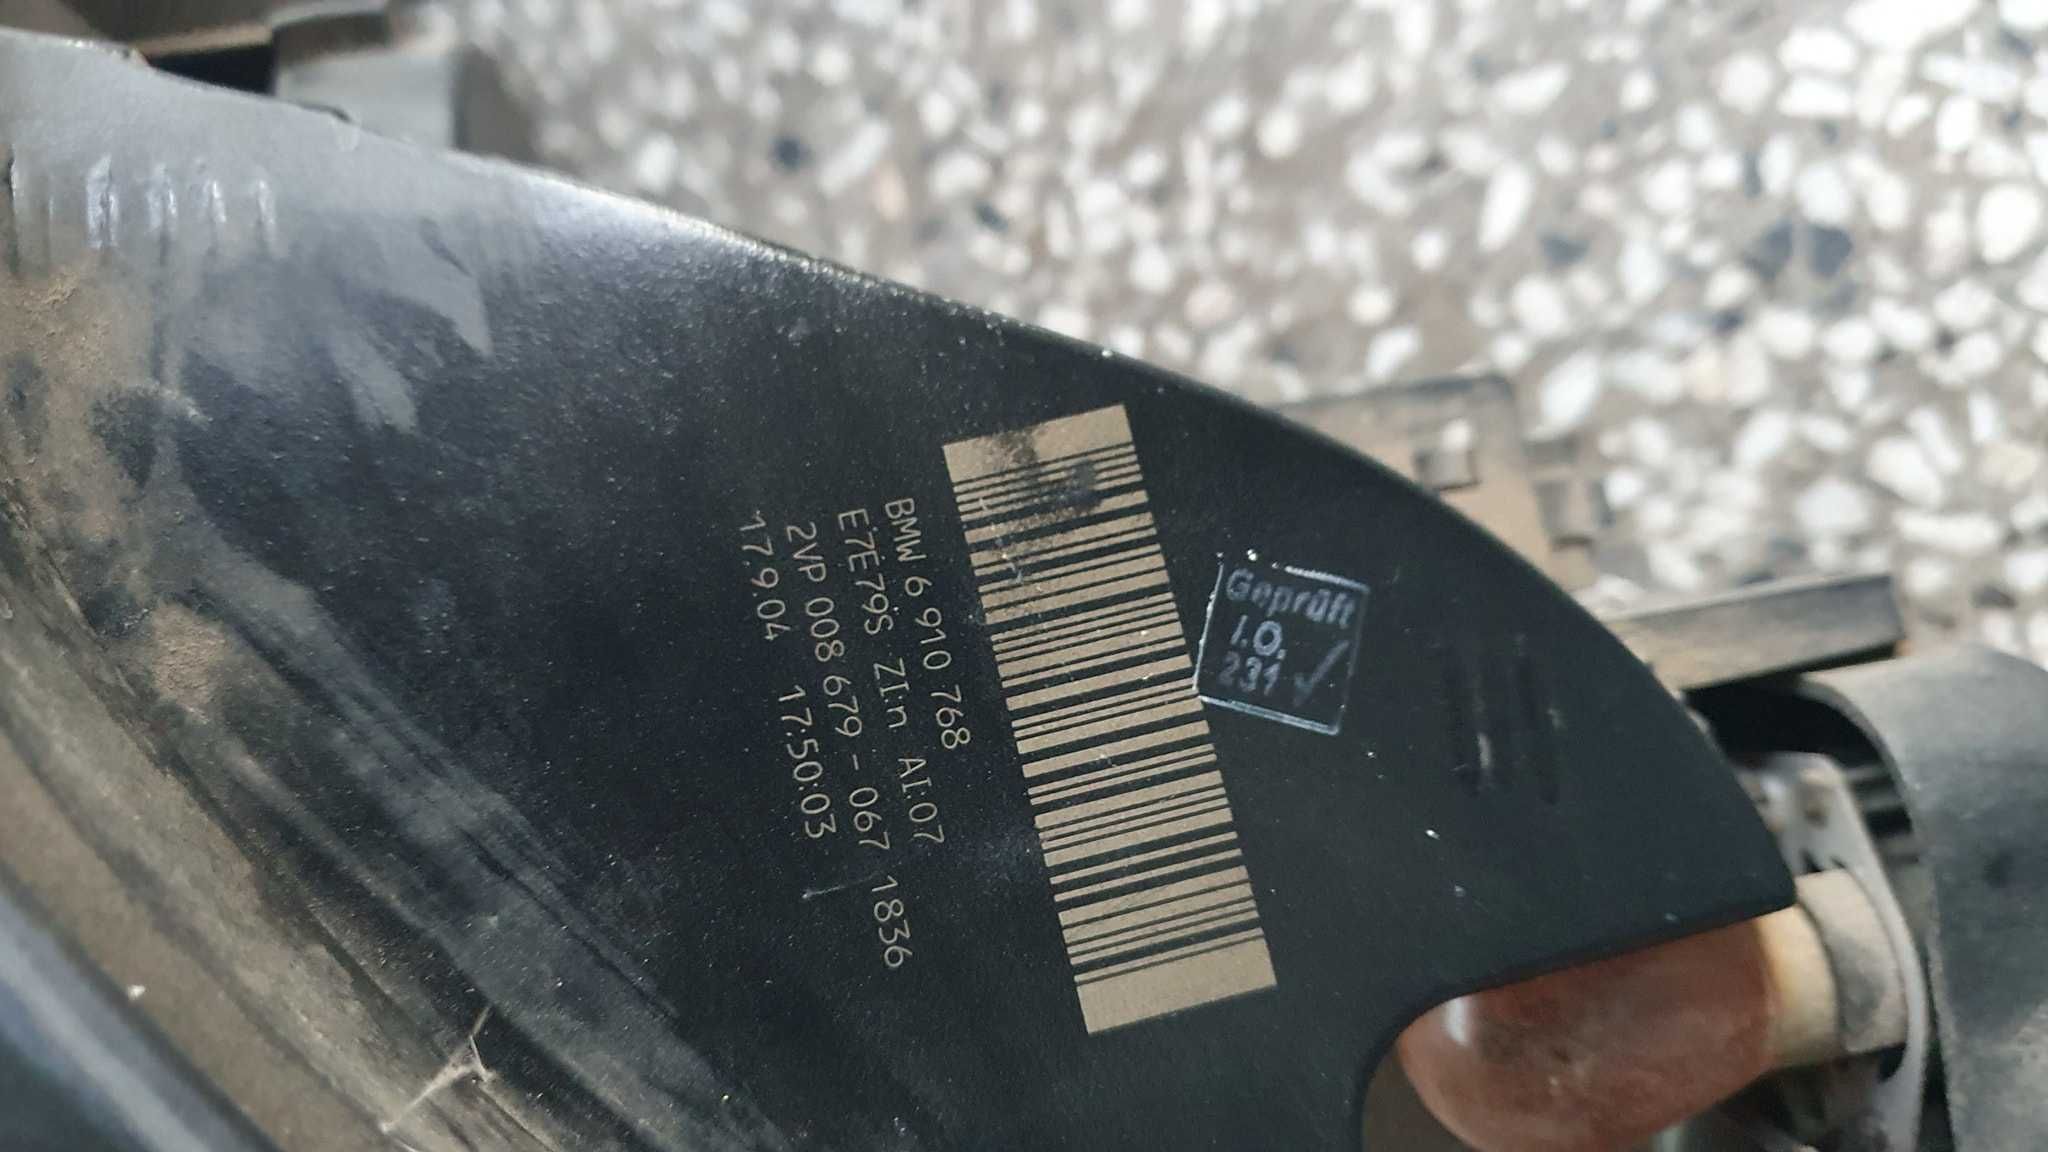 BMW 6 910 768
E7E79S ZI:n AI:07
2VP 008 679 - 067 1836
17.9.04 17:50:03
Geprüft
I.O.
231 ✓